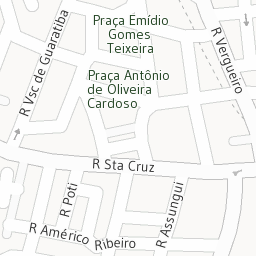 Praça Emídio
Gomes
Teixeira
R Vergueiro
R Vsc de Guaratiba
Praça Antônio
de Oliveira
Cardoso
R Sta Cruz
R Poti
R Assungui
R Américo Ribeiro